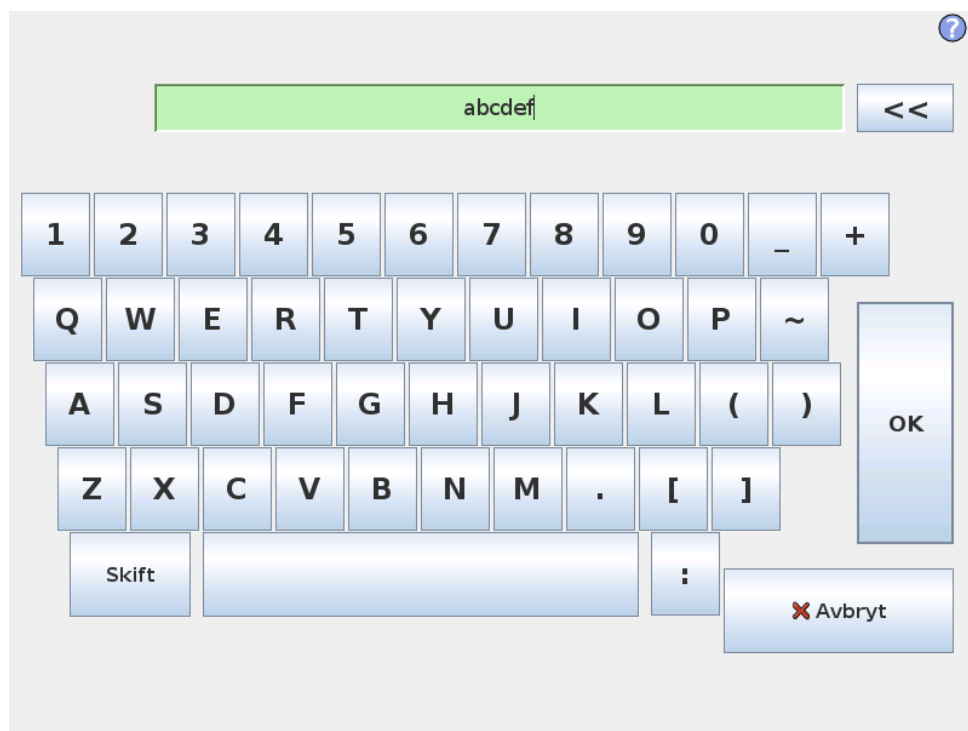 ?
abcdef
<<
1 2 3 4 5 6 7 8 9 0 _ +
Q W E R T Y U I O P ~
A S D F G H J K L ( )
OK
Z X C V B N M . [ ]
Skift :
Avbryt